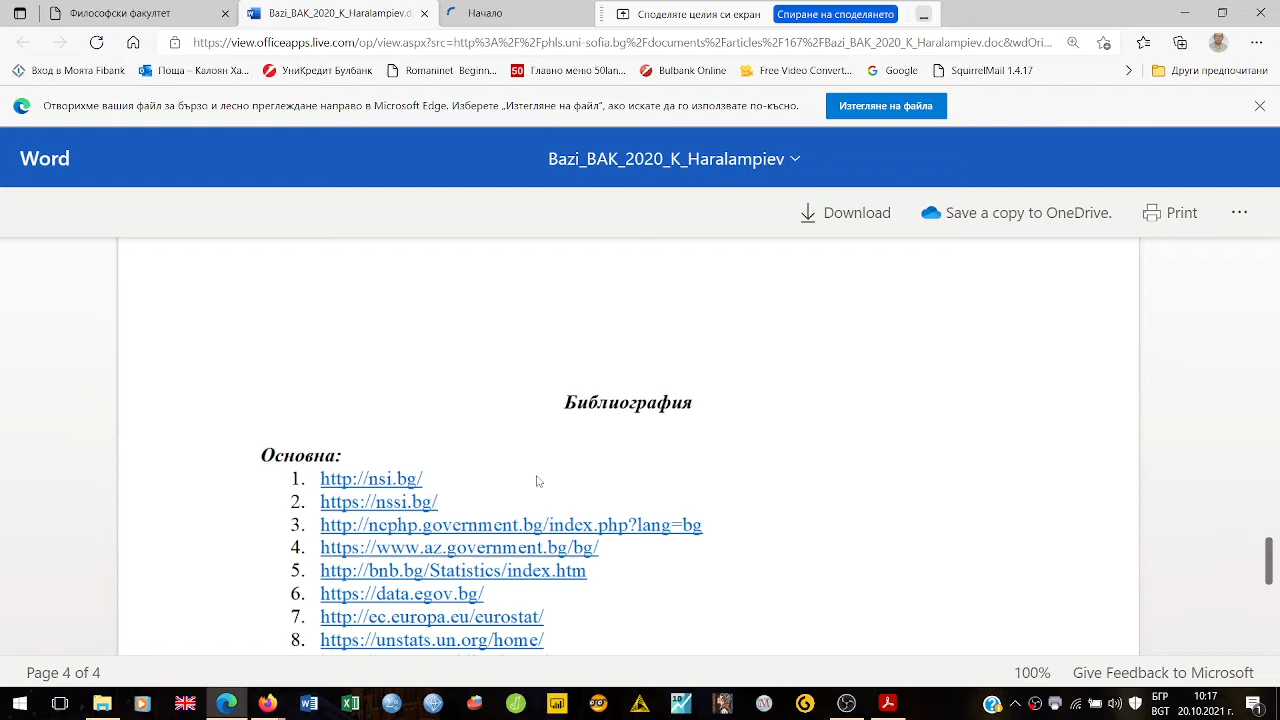 Bazi_BAK_2020_K_Haralampiev.c
Начало
Споделяте целия си екран
Спиране на споделянето
https://view.officeapps.live.com/op/view.aspx?src=http%3A%2F%2Fphls.uni-sofia.bg%2Fdocuments%2Farticles%2F167%2FBazi_BAK_2020_K_Haralampiev.doc&wdOri...
Вход в Моята Fibank
Поща – Калоян Ха...
УниКредит Булбанк
Romaninet Beginn...
50
Главно меню 50lan...
Bulbank Online
Free Video Convert...
Google
SquirrelMail 1.4.17
Други предпочитани
Отворихме вашия файл за бързо и лесно преглеждане направо в Microsoft Edge. Изберете „Изтегляне на файл“, ако искате да го използвате по-късно.
Изтегляне на файла
Word
Bazi_BAK_2020_K_Haralampiev
Download
Save a copy to OneDrive.
Print
Библиография
Основна:
1. http://nsi.bg/
2. https://nssi.bg/
3. http://ncphp.government.bg/index.php?lang=bg
4. https://www.az.government.bg/bg/
5. http://bnb.bg/Statistics/index.htm
6. https://data.egov.bg/
7. http://ec.europa.eu/eurostat/
8. https://unstats.un.org/home/
Page 4 of 4
100%
Give Feedback to Microsoft
БГР
BGT
10:17
20.10.2021 г.